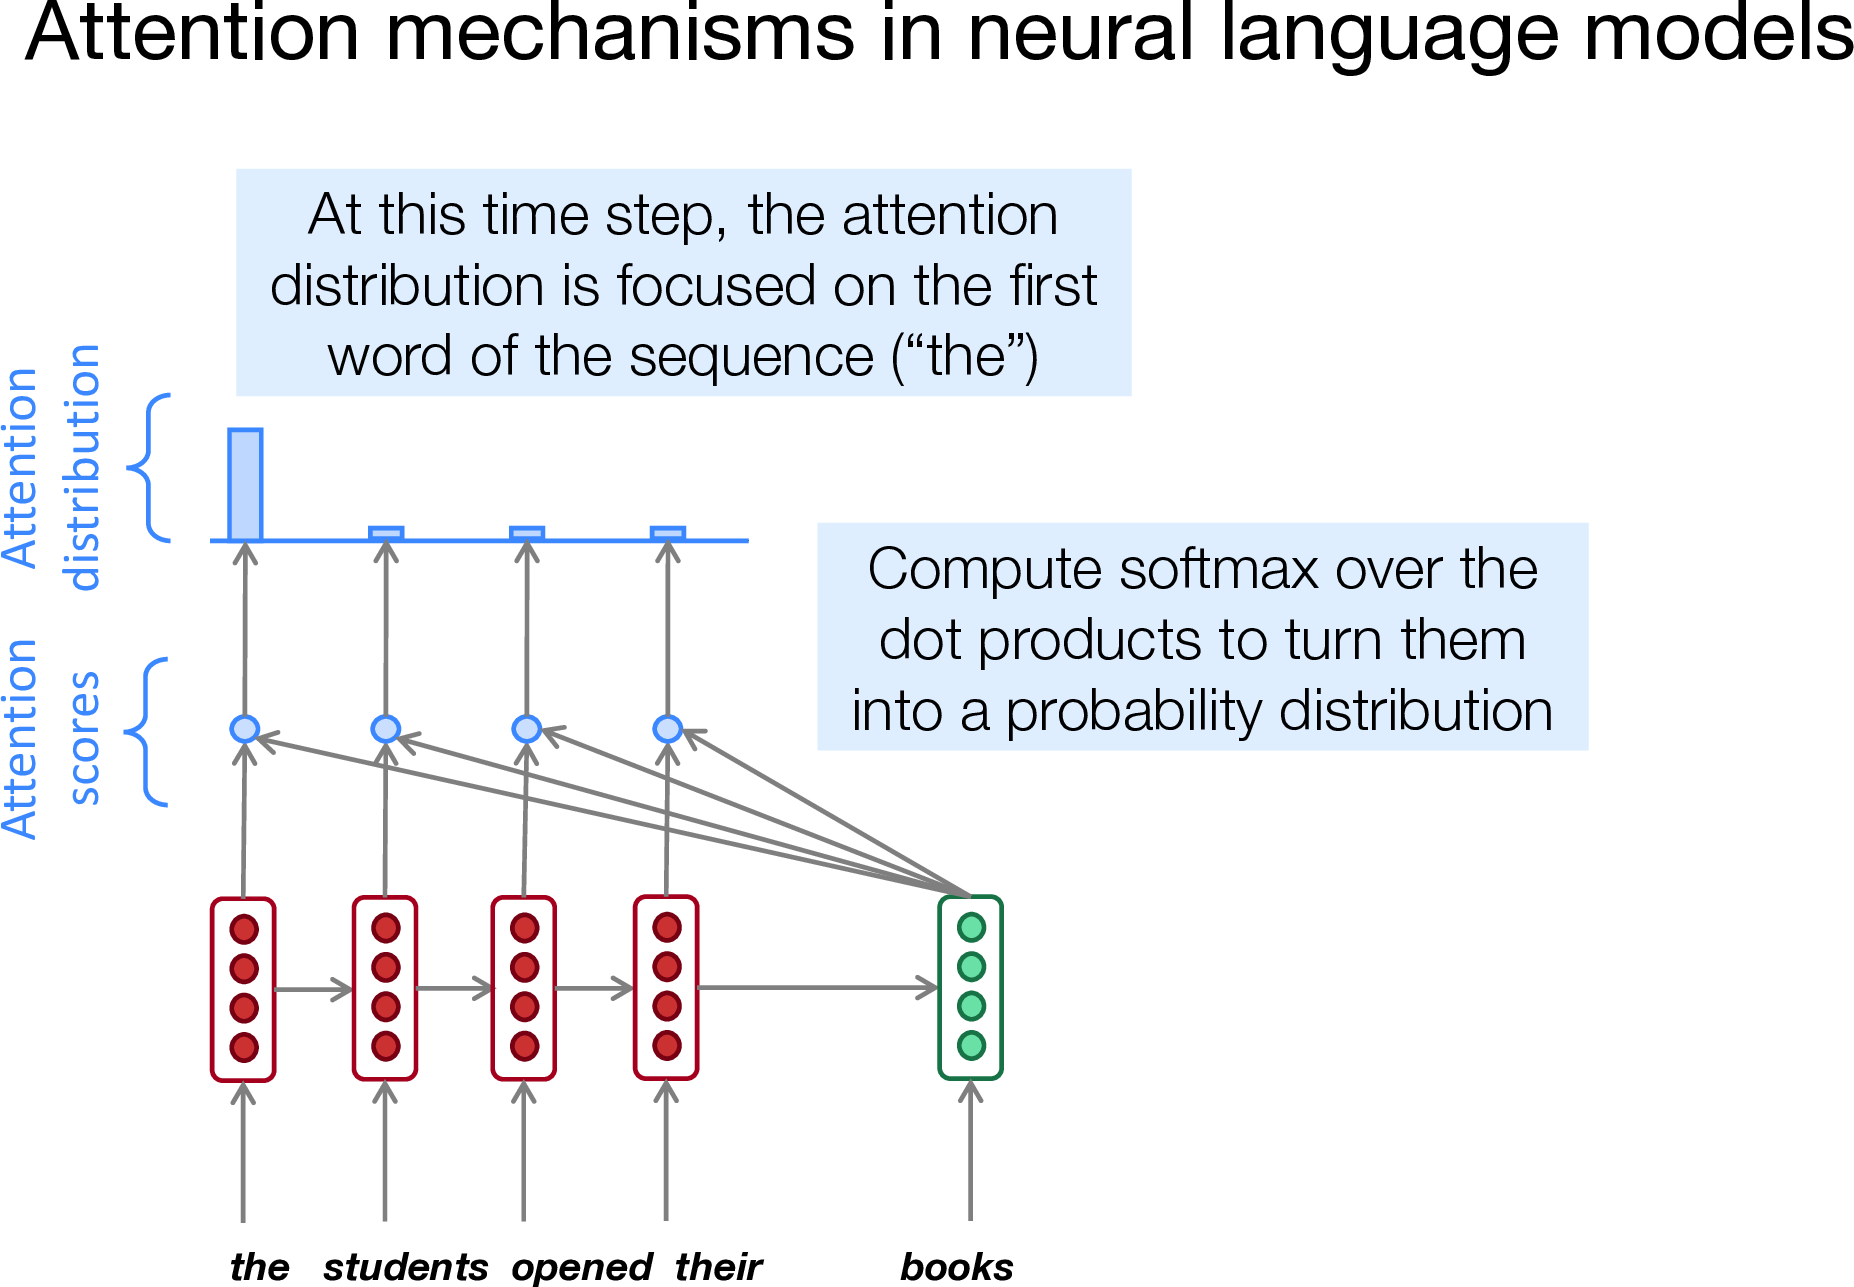 Attention mechanisms in neural language models
At this time step, the attention
distribution is focused on the first
word of the sequence (“the”)
Attention
distribution
Compute softmax over the
dot products to turn them
into a probability distribution
Attention
scores
the students opened their books